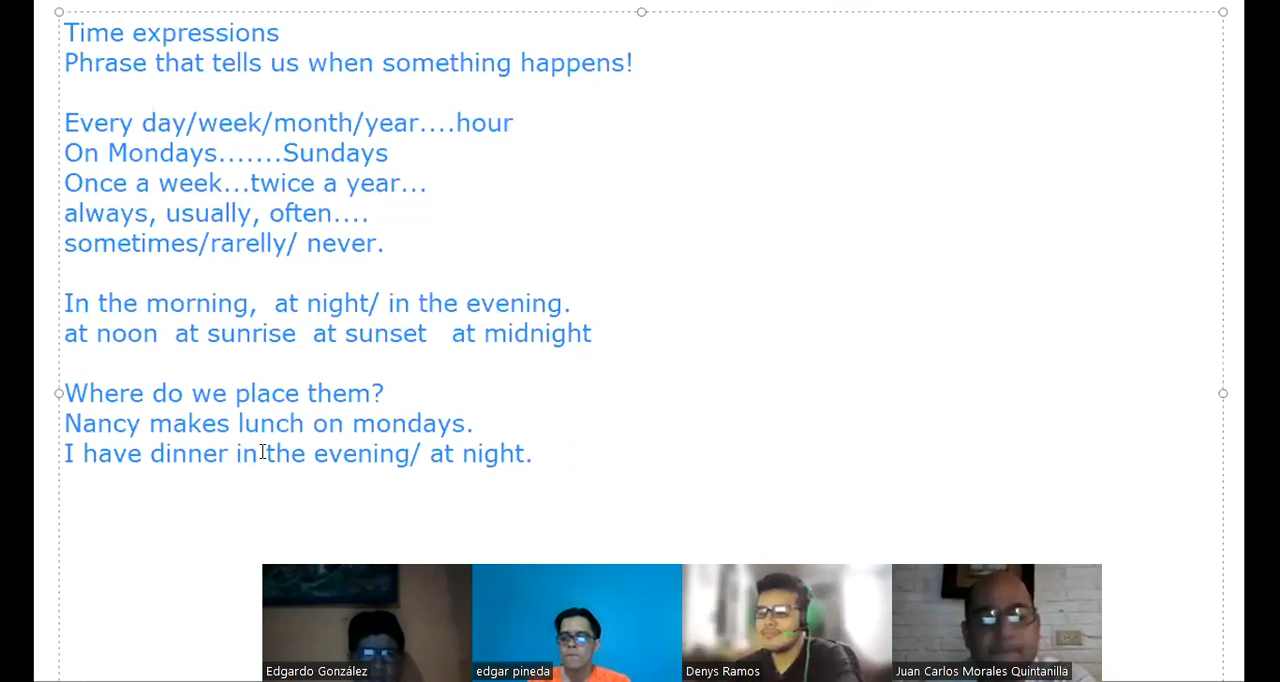 Time expressions
Phrase that tells us when something happens!
Every day/week/month/year....hour
On Mondays.......Sundays
Once a week...twice a year...
always, usually, often....
sometimes/rarelly/ never.
In the morning,  at night/ in the evening.
at noon  at sunrise  at sunset   at midnight
Where do we place them?
Nancy makes lunch on mondays.
I have dinner in the evening/ at night.
Edgardo González
edgar pineda
Denys Ramos
Juan Carlos Morales Quintanilla